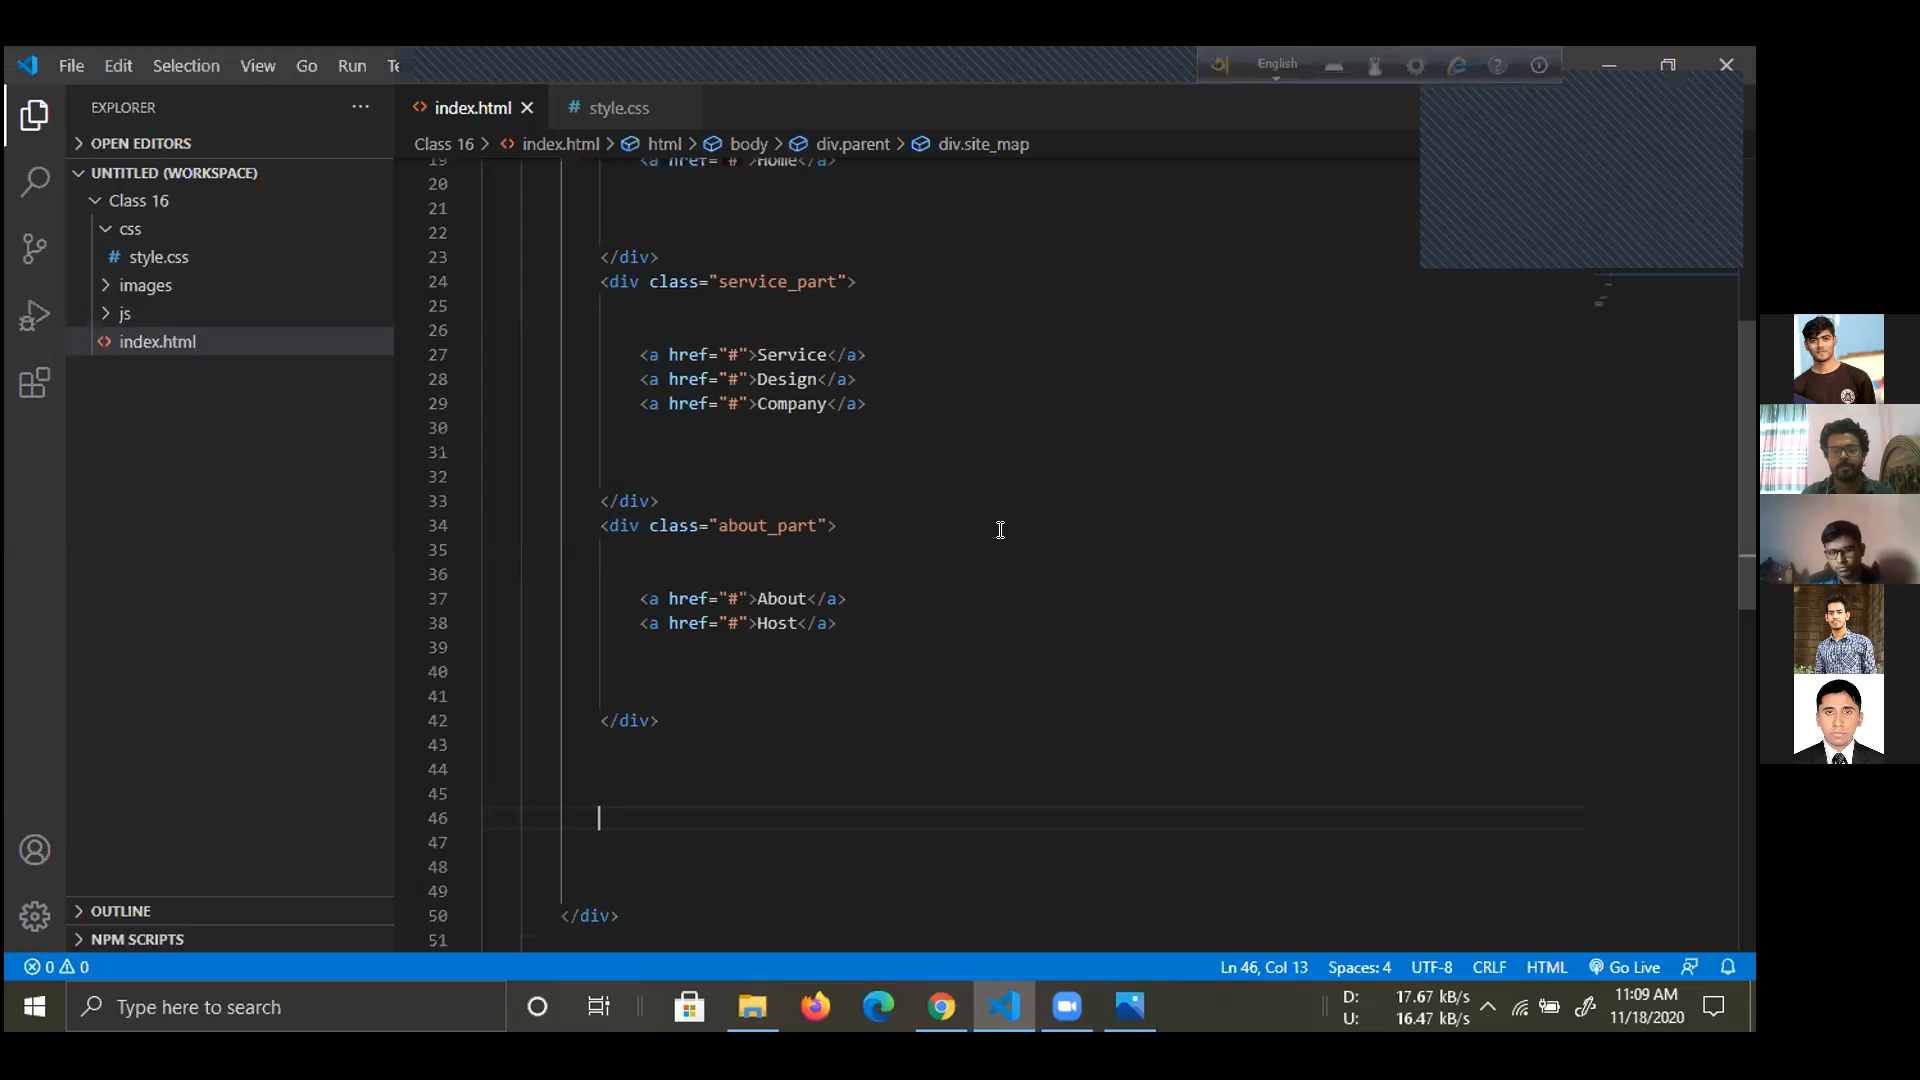 File Edit Selection View Go Run Te
English
EXPLORER
index.html
style.css
OPEN EDITORS
Class 16 > index.html > html > body > div.parent > div.site_map
UNTITLED (WORKSPACE)
Class 16
css
style.css
images
js
index.html
19 <a href="#">Home</a>
20
21
22
23 </div>
24 <div class="service_part">
25
26
27 <a href="#">Service</a>
28 <a href="#">Design</a>
29 <a href="#">Company</a>
30
31
32
33 </div>
34 <div class="about_part">
35
36
37 <a href="#">About</a>
38 <a href="#">Host</a>
39
40
41
42 </div>
43
44
45
46
47
48
49
50 </div>
51
OUTLINE
NPM SCRIPTS
0 0
Ln 46, Col 13 Spaces: 4 UTF-8 CRLF HTML Go Live
Type here to search
D: 17.67 kB/s
U: 16.47 kB/s
11:09 AM
11/18/2020